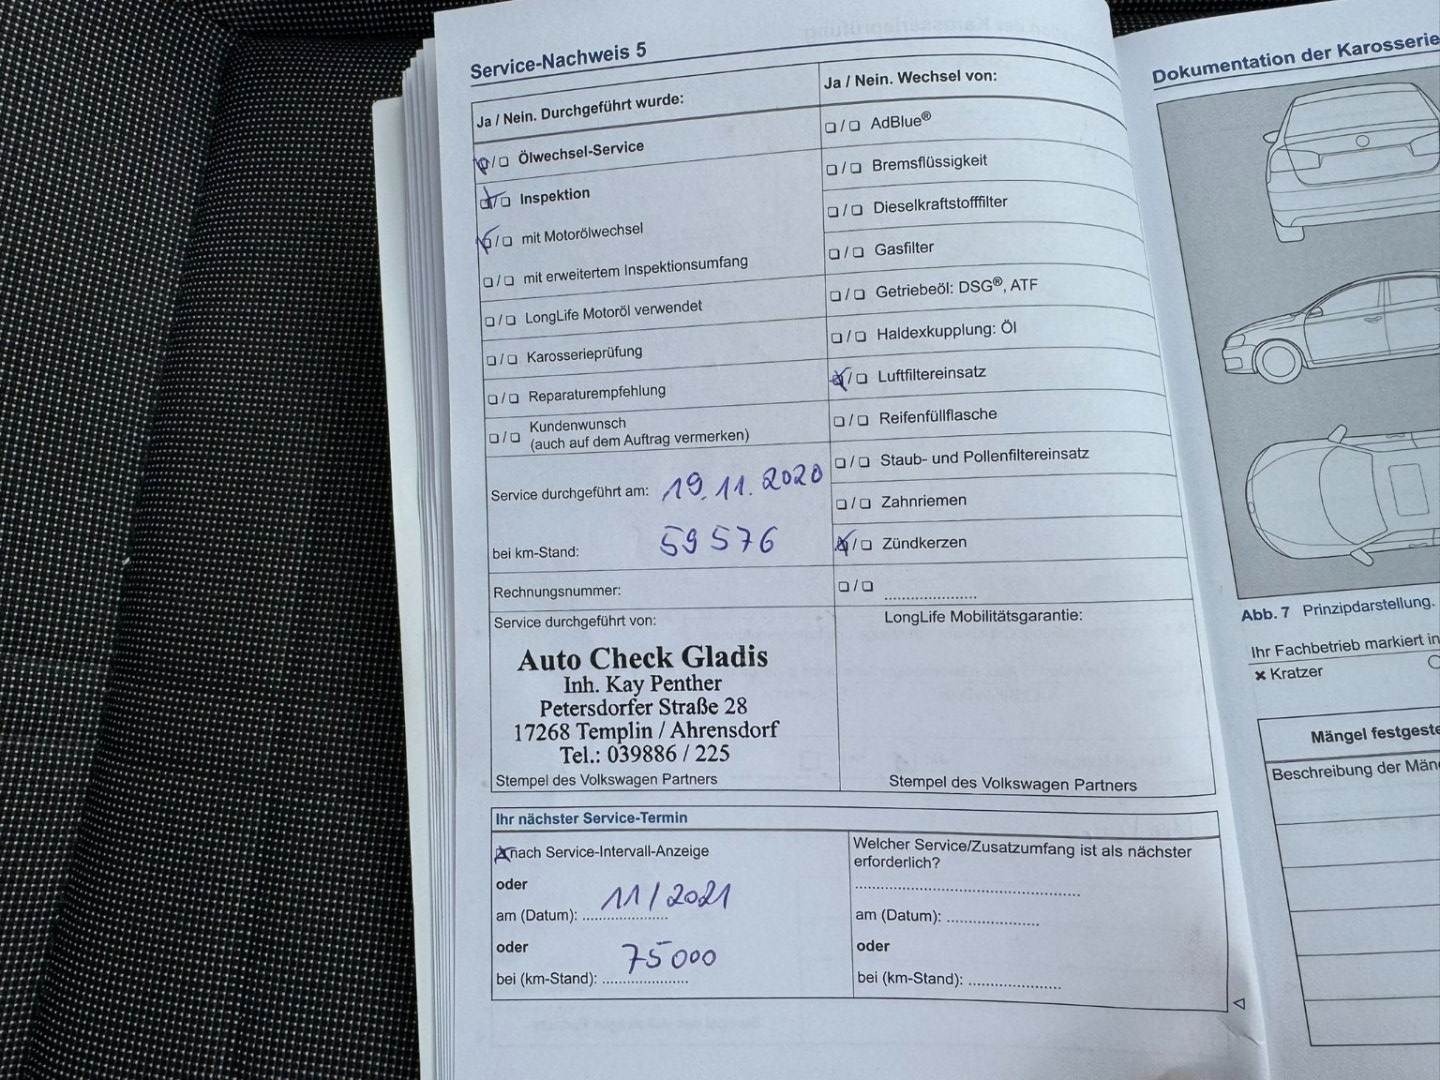 Service-Nachweis 5
Ja / Nein. Durchgeführt wurde:
☒/❏ Ölwechsel-Service
☒/❏ Inspektion
☒/❏ mit Motorölwechsel
❏/❏ mit erweitertem Inspektionsumfang
❏/❏ LongLife Motoröl verwendet
❏/❏ Karosserieprüfung
❏/❏ Reparaturempfehlung
❏/❏ Kundenwunsch
(auch auf dem Auftrag vermerken)
Service durchgeführt am: 19.11.2020
bei km-Stand: 59 576
Rechnungsnummer:
Service durchgeführt von:
Auto Check Gladis
Inh. Kay Penther
Petersdorfer Straße 28
17268 Templin / Ahrensdorf
Tel.: 039886 / 225
Stempel des Volkswagen Partners
Ja / Nein. Wechsel von:
❏/❏ AdBlue®
❏/❏ Bremsflüssigkeit
❏/❏ Dieselkraftstofffilter
❏/❏ Gasfilter
❏/❏ Getriebeöl: DSG®, ATF
❏/❏ Haldexkupplung: Öl
☒/❏ Luftfiltereinsatz
❏/❏ Reifenfüllflasche
❏/❏ Staub- und Pollenfiltereinsatz
❏/❏ Zahnriemen
☒/❏ Zündkerzen
❏/❏ .....................
LongLife Mobilitätsgarantie:
Stempel des Volkswagen Partners
Ihr nächster Service-Termin
☒ nach Service-Intervall-Anzeige
oder
am (Datum): 11/2021
oder
bei (km-Stand): 75000
Welcher Service/Zusatzumfang ist als nächster
erforderlich?
am (Datum): .....................
oder
bei (km-Stand): .....................
Dokumentation der Karosserie
Abb. 7 Prinzipdarstellung.
Ihr Fachbetrieb markiert in
✖ Kratzer
Mängel festgeste
Beschreibung der Män